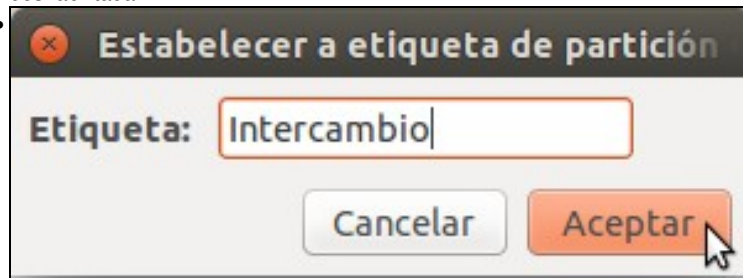 Estabelecer a etiqueta de partición
Etiqueta: Intercambio
Cancelar Aceptar